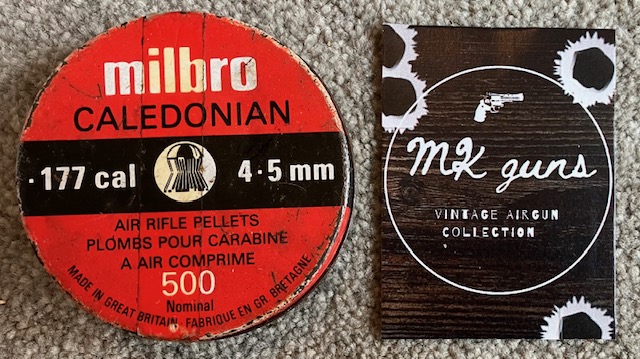 milbro
CALEDONIAN
.177 cal 4.5 mm
AIR RIFLE PELLETS
PLOMBS POUR CARABINE
A AIR COMPRIME
500
Nominal
MADE IN GREAT BRITAIN. FABRIQUE EN GR. BRETAGNE
MK guns
VINTAGE AIRGUN
COLLECTION